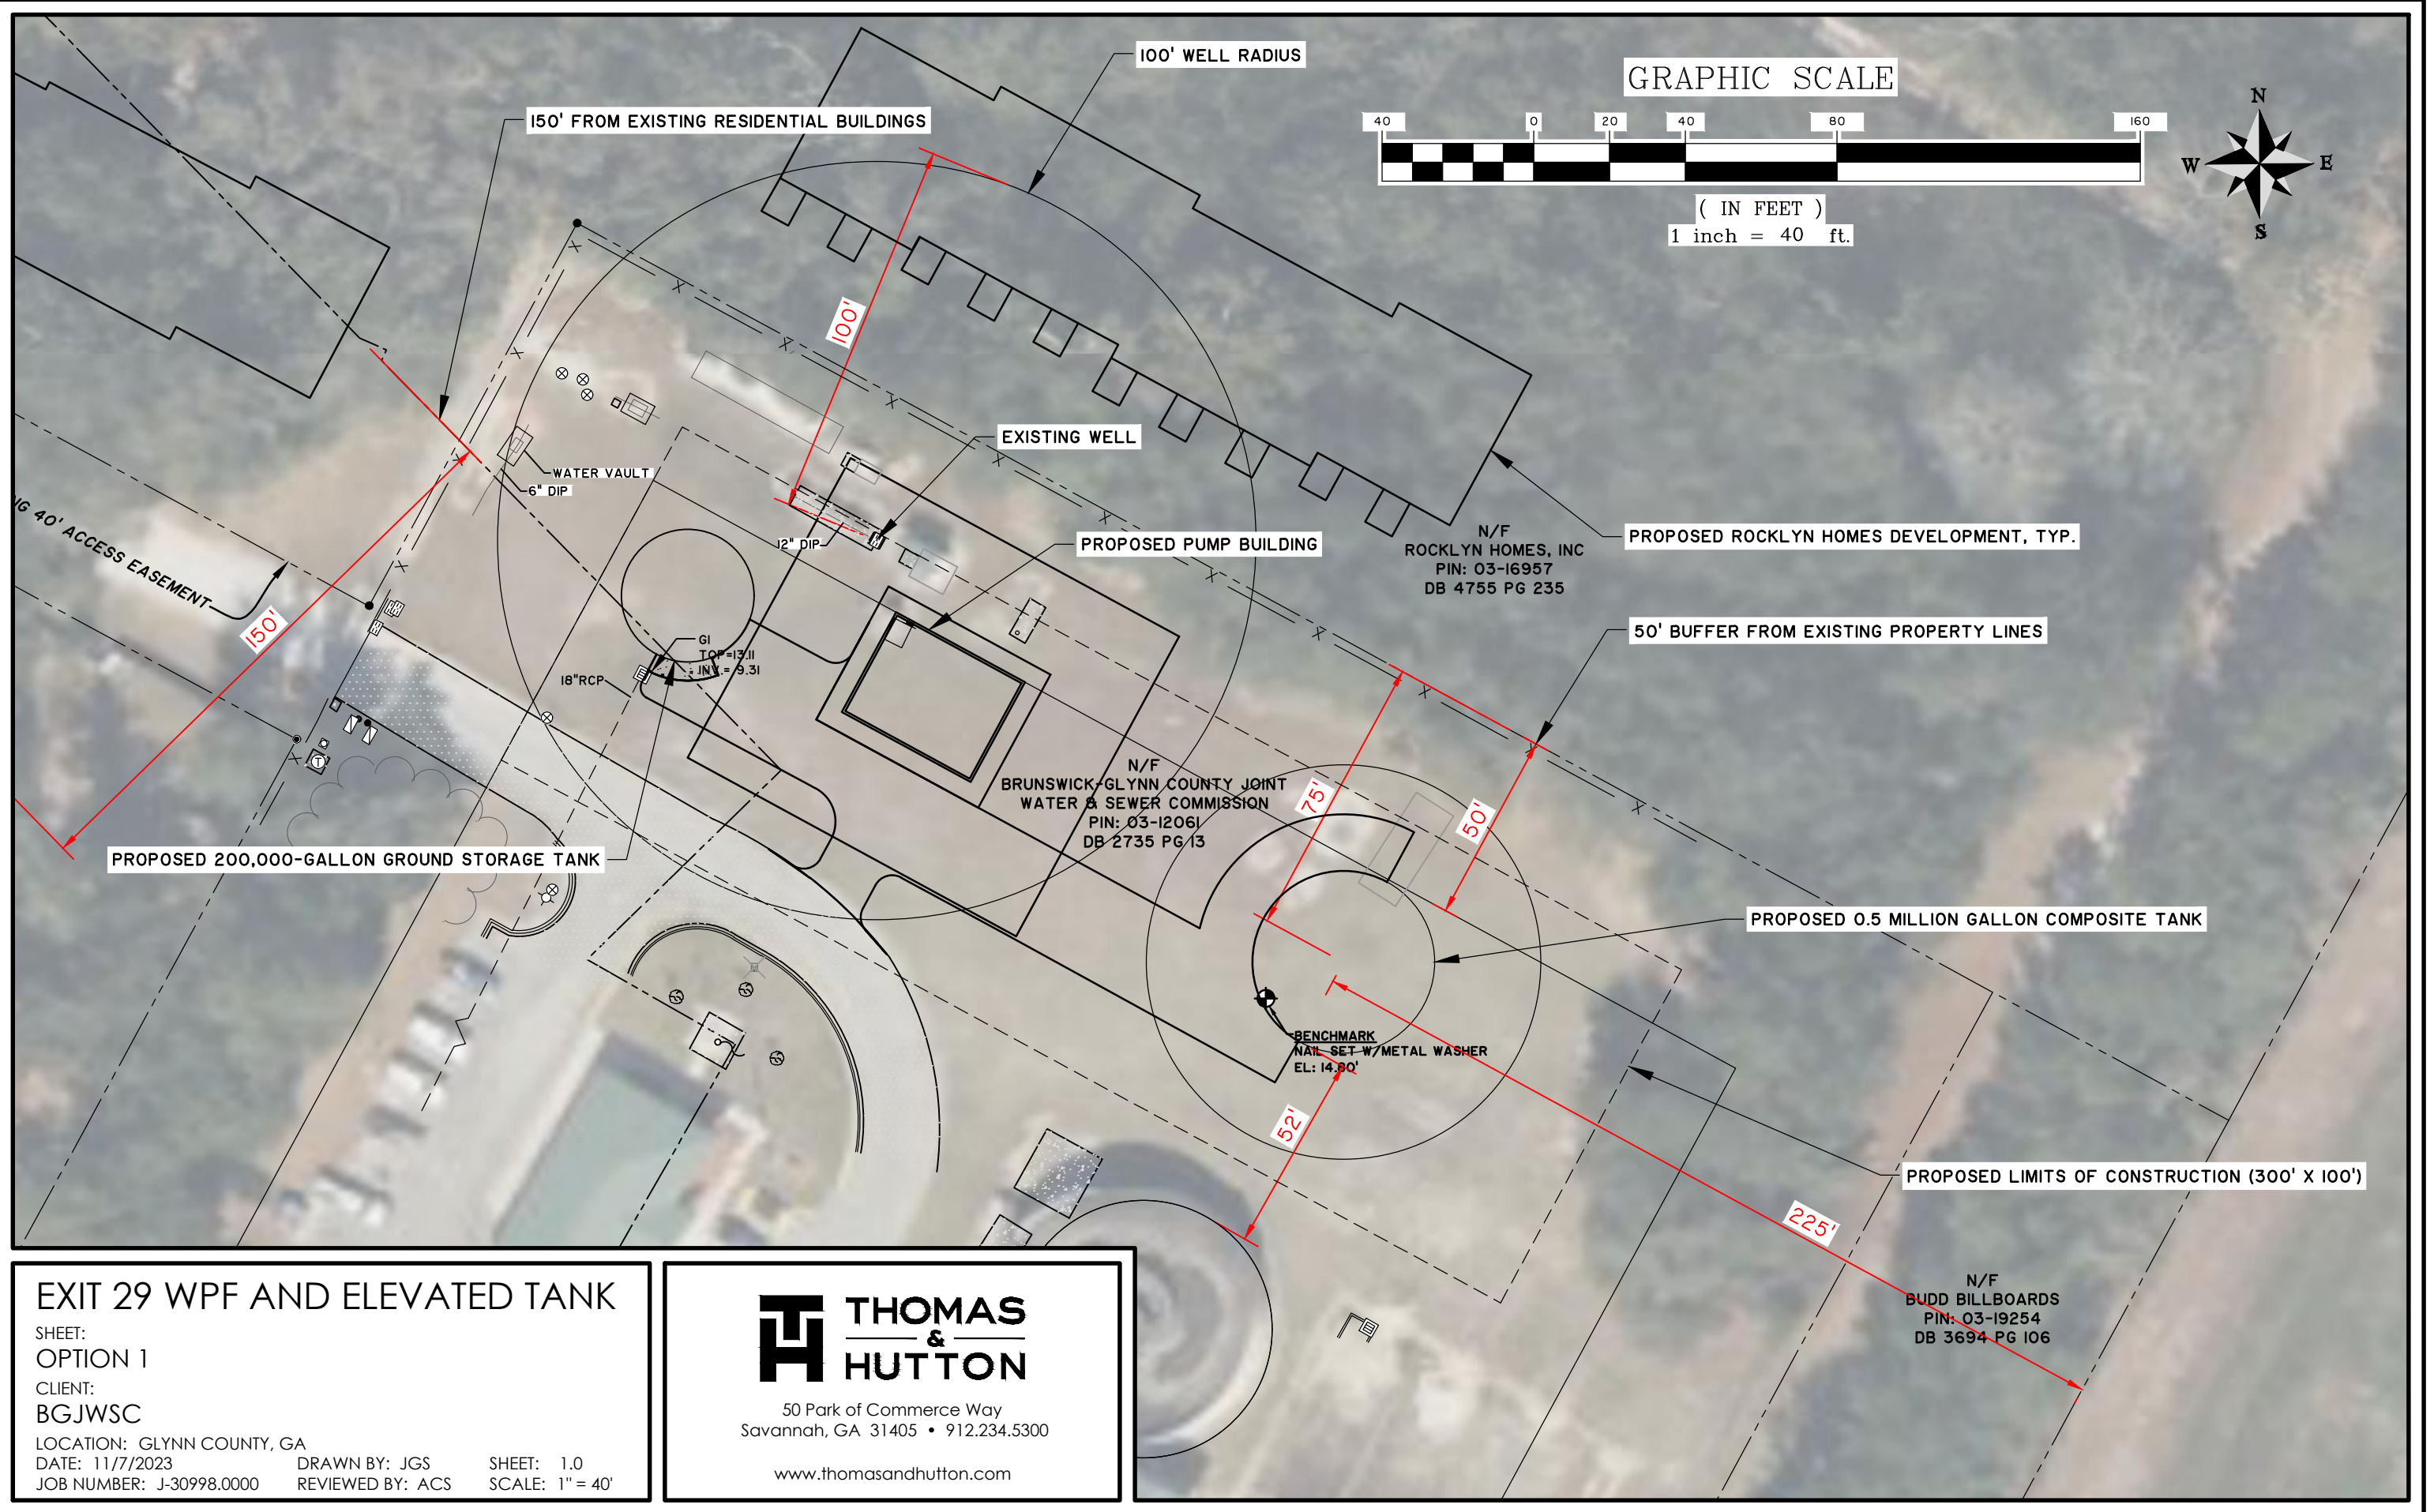 100' WELL RADIUS
GRAPHIC SCALE
40 0 20 40 80 160
( IN FEET )
1 inch = 40 ft.
N
W E
S
150' FROM EXISTING RESIDENTIAL BUILDINGS
100'
EXISTING WELL
WATER VAULT
6" DIP
12" DIP
PROPOSED PUMP BUILDING
N/F
ROCKLYN HOMES, INC
PIN: 03-16957
DB 4755 PG 235
PROPOSED ROCKLYN HOMES DEVELOPMENT, TYP.
NG 40' ACCESS EASEMENT
150'
GI
TOP=13.11
INV.=-9.31
18"RCP
50' BUFFER FROM EXISTING PROPERTY LINES
N/F
BRUNSWICK-GLYNN COUNTY JOINT
WATER & SEWER COMMISSION
PIN: 03-12061
DB 2735 PG 13
75'
50'
PROPOSED 200,000-GALLON GROUND STORAGE TANK
PROPOSED 0.5 MILLION GALLON COMPOSITE TANK
T
BENCHMARK
NAIL SET W/METAL WASHER
EL: 14.80'
52'
PROPOSED LIMITS OF CONSTRUCTION (300' X 100')
225'
N/F
BUDD BILLBOARDS
PIN: 03-19254
DB 3694 PG 106
EXIT 29 WPF AND ELEVATED TANK
SHEET:
OPTION 1
CLIENT:
BGJWSC
LOCATION: GLYNN COUNTY, GA
DATE: 11/7/2023 DRAWN BY: JGS SHEET: 1.0
JOB NUMBER: J-30998.0000 REVIEWED BY: ACS SCALE: 1" = 40'
TH
THOMAS
&
HUTTON
50 Park of Commerce Way
Savannah, GA 31405 • 912.234.5300
www.thomasandhutton.com